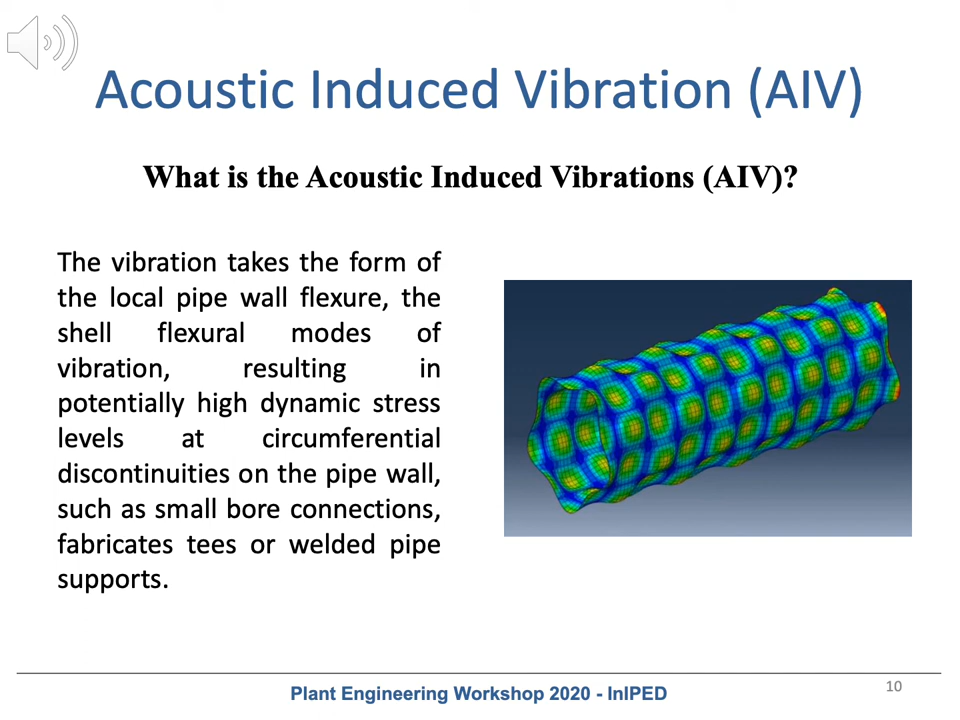 Acoustic Induced Vibration (AIV)
What is the Acoustic Induced Vibrations (AIV)?
The vibration takes the form of
the local pipe wall flexure, the
shell flexural modes of
vibration, resulting in
potentially high dynamic stress
levels at circumferential
discontinuities on the pipe wall,
such as small bore connections,
fabricates tees or welded pipe
supports.
Plant Engineering Workshop 2020 - InIPED
10